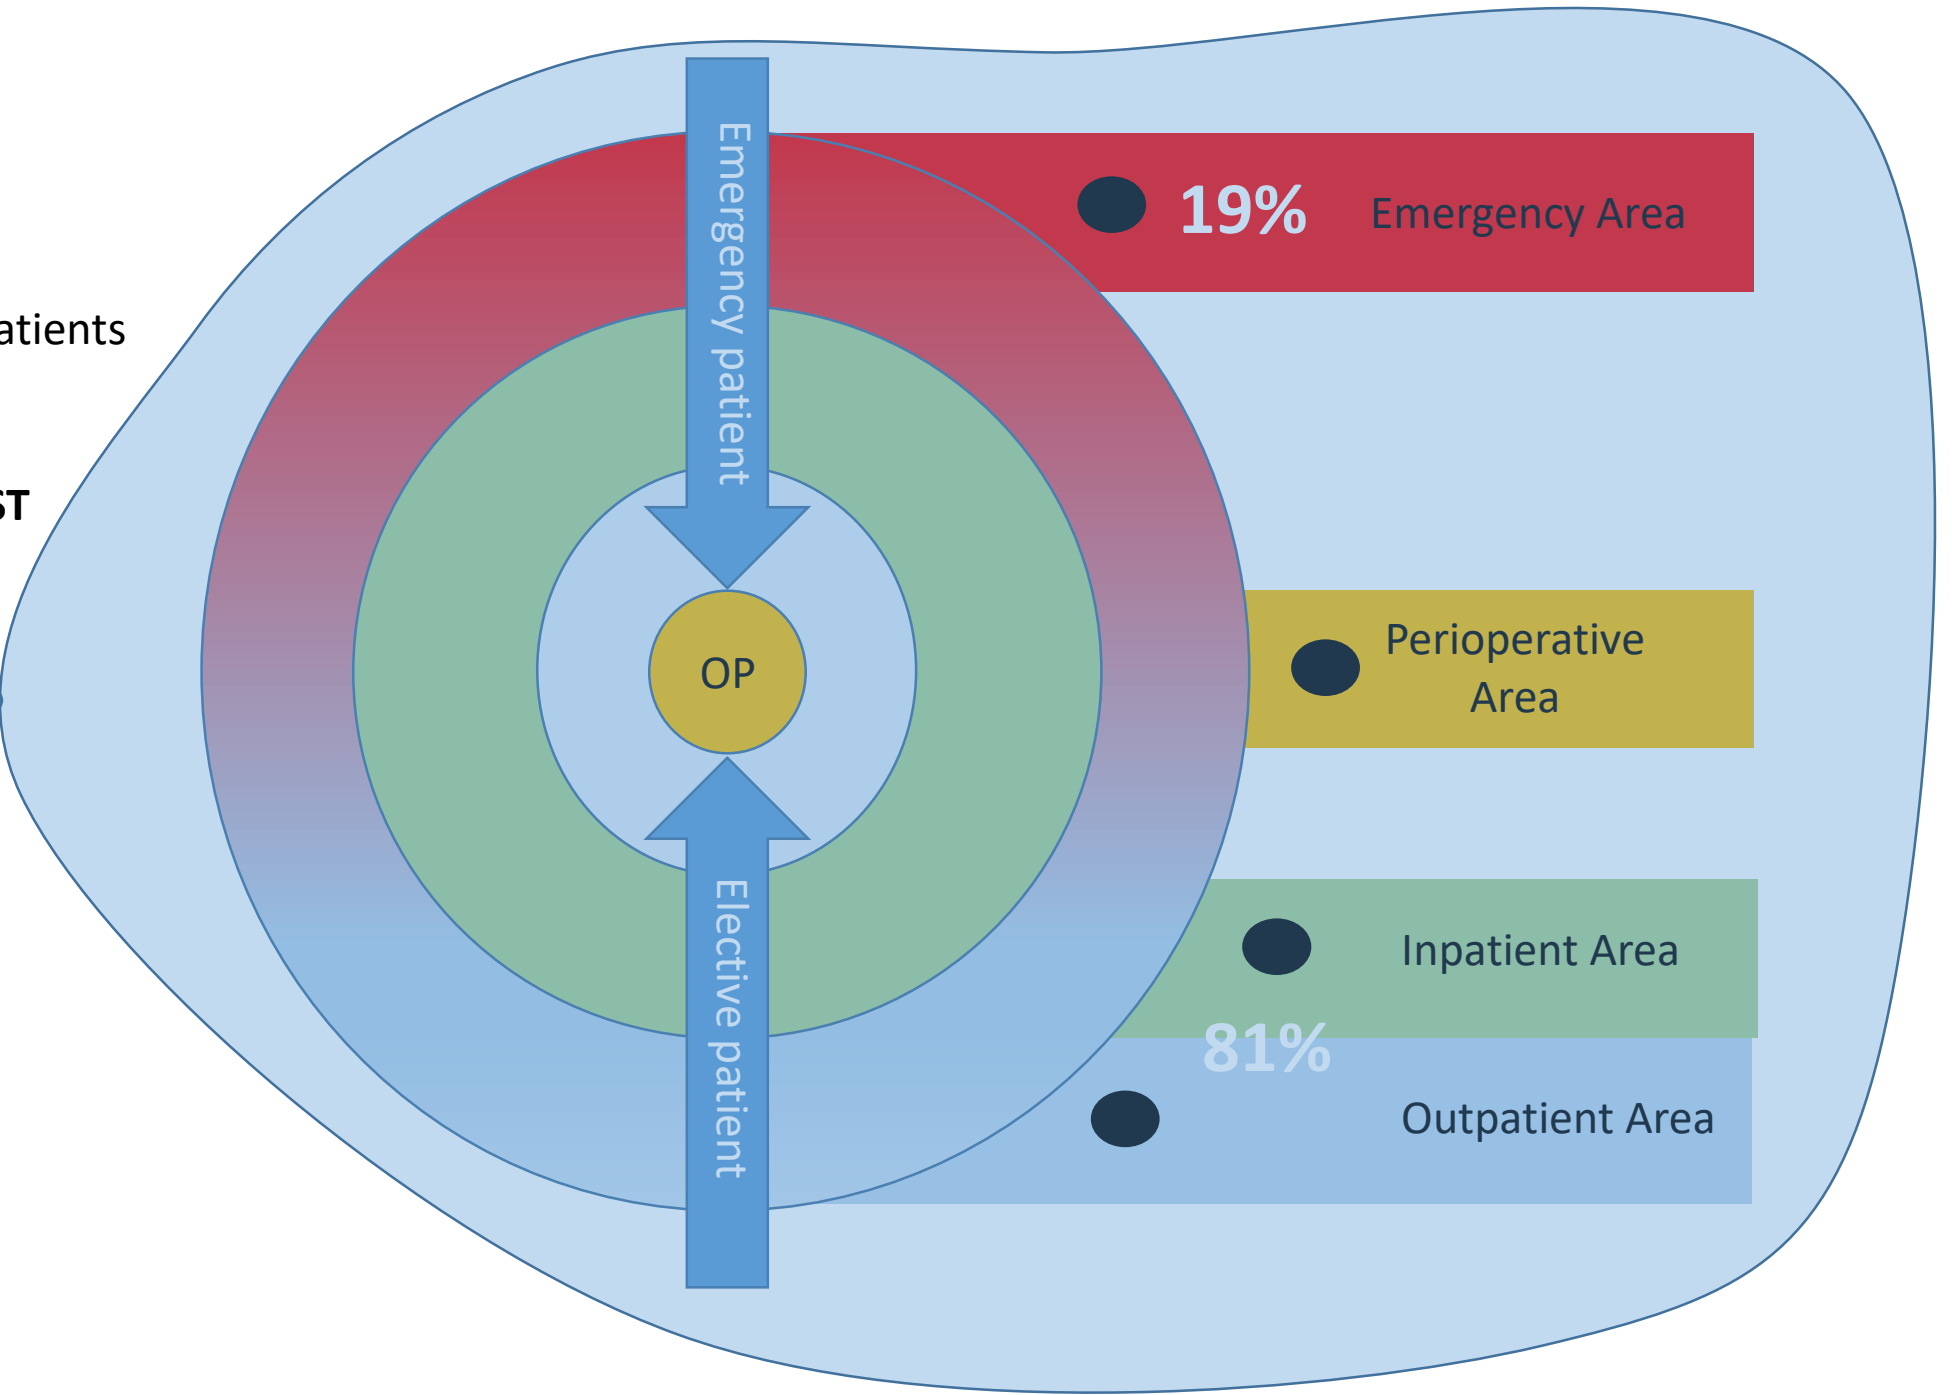 Emergency patient
19% Emergency Area
atients
ST
OP
Perioperative
Area
Elective patient
Inpatient Area
81%
Outpatient Area